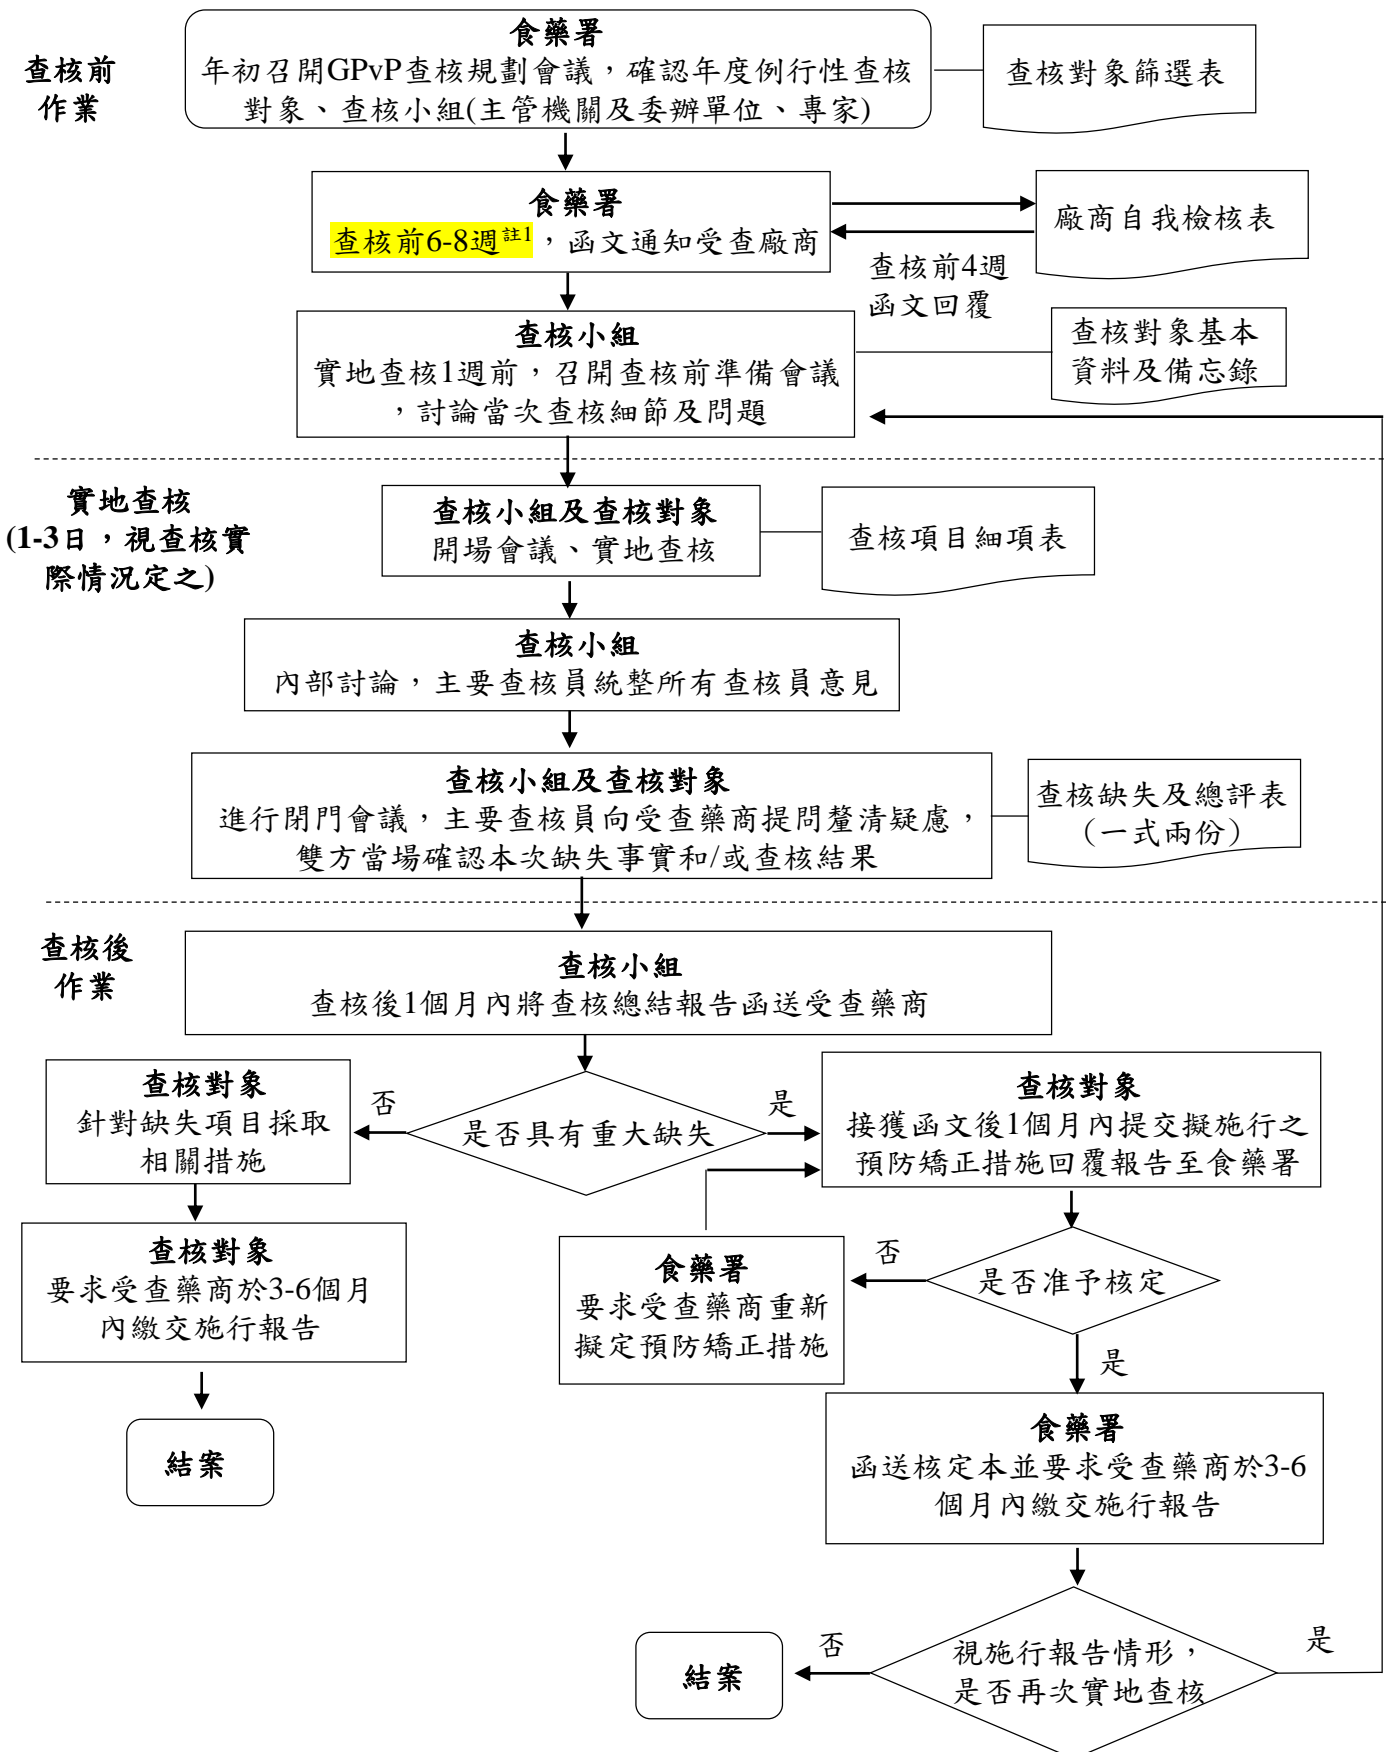 查核前
作業
食藥署
年初召開GPvP查核規劃會議，確認年度例行性查核
對象、查核小組(主管機關及委辦單位、專家)
查核對象篩選表
食藥署
查核前6-8週註1，函文通知受查廠商
廠商自我檢核表
查核前4週
函文回覆
查核小組
實地查核1週前，召開查核前準備會議
，討論當次查核細節及問題
查核對象基本
資料及備忘錄
實地查核
(1-3日，視查核實
際情況定之)
查核小組及查核對象
開場會議、實地查核
查核項目細項表
查核小組
內部討論，主要查核員統整所有查核員意見
查核小組及查核對象
進行閉門會議，主要查核員向受查藥商提問釐清疑慮，
雙方當場確認本次缺失事實和/或查核結果
查核缺失及總評表
（一式兩份）
查核後
作業
查核小組
查核後1個月內將查核總結報告函送受查藥商
查核對象
針對缺失項目採取
相關措施
否
是否具有重大缺失
是
查核對象
接獲函文後1個月內提交擬施行之
預防矯正措施回覆報告至食藥署
查核對象
要求受查藥商於3-6個月
內繳交施行報告
食藥署
要求受查藥商重新
擬定預防矯正措施
否
是否准予核定
是
結案
食藥署
函送核定本並要求受查藥商於3-6
個月內繳交施行報告
結案
否
視施行報告情形，
是否再次實地查核
是